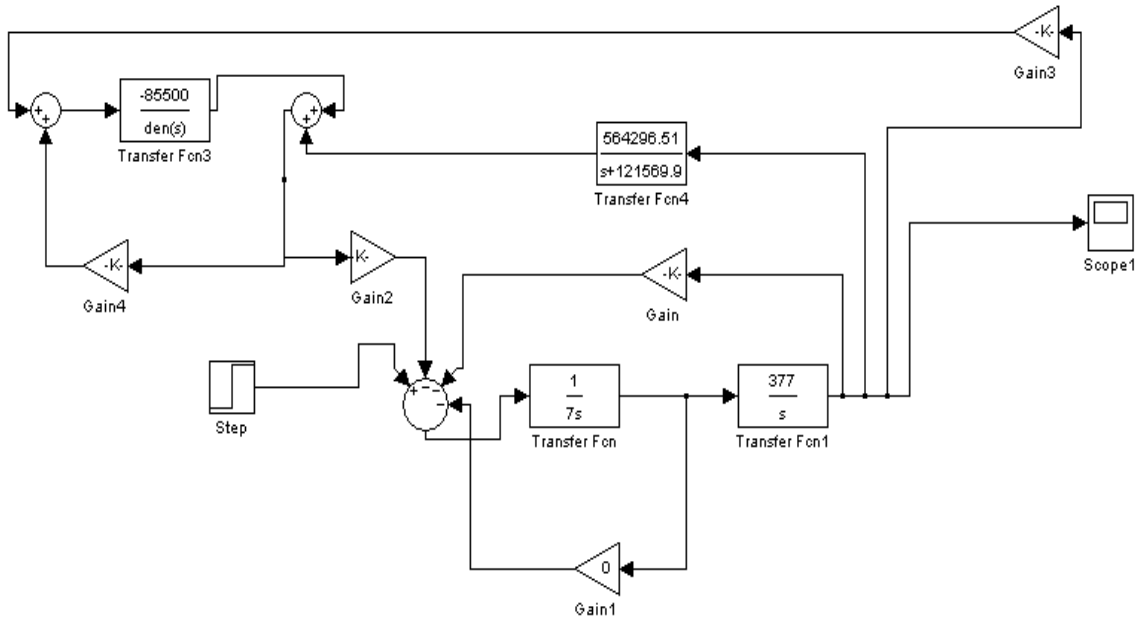 -K-
Gain3
+
+
-85500
den(s)
Transfer Fcn3
+
+
564296.51
s+121569.9
Transfer Fcn4
Scope1
-K-
Gain4
K-
Gain2
-K-
Gain
Step
+
−
−
1
7s
Transfer Fcn
377
s
Transfer Fcn1
0
Gain1